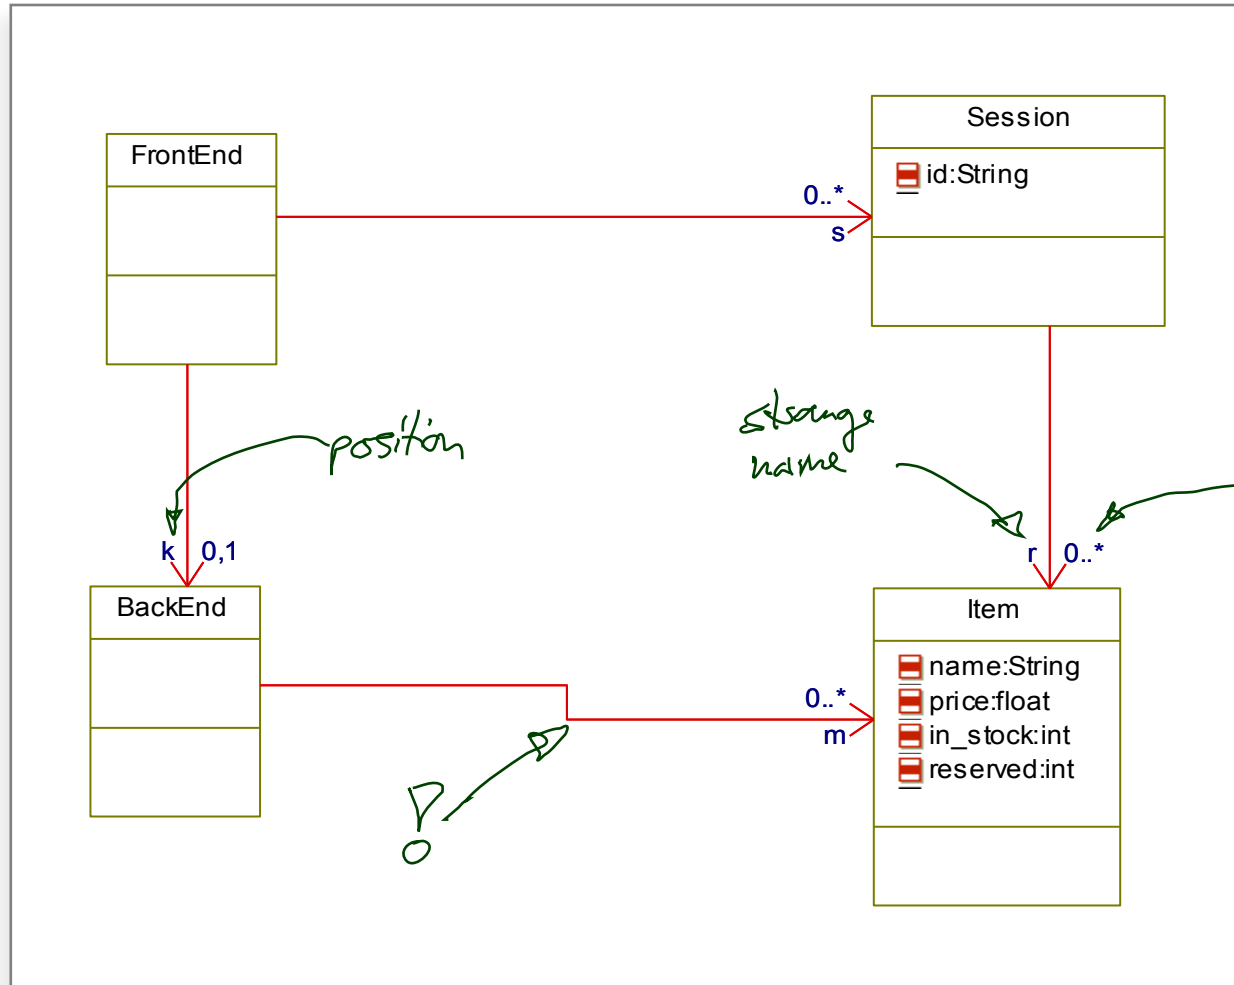 Session
FrontEnd
id:String
0..*
s
strange
name
position
k 0,1
r 0..*
BackEnd
Item
name:String
price:float
in_stock:int
reserved:int
0..*
m
!